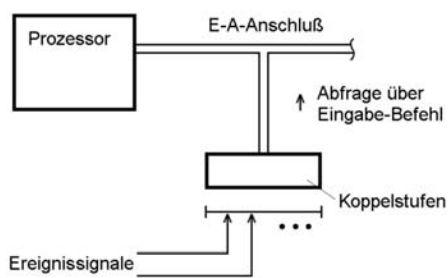 E-A-Anschluß
Prozessor
Abfrage über
Eingabe-Befehl
Koppelstufen
Ereignissignale